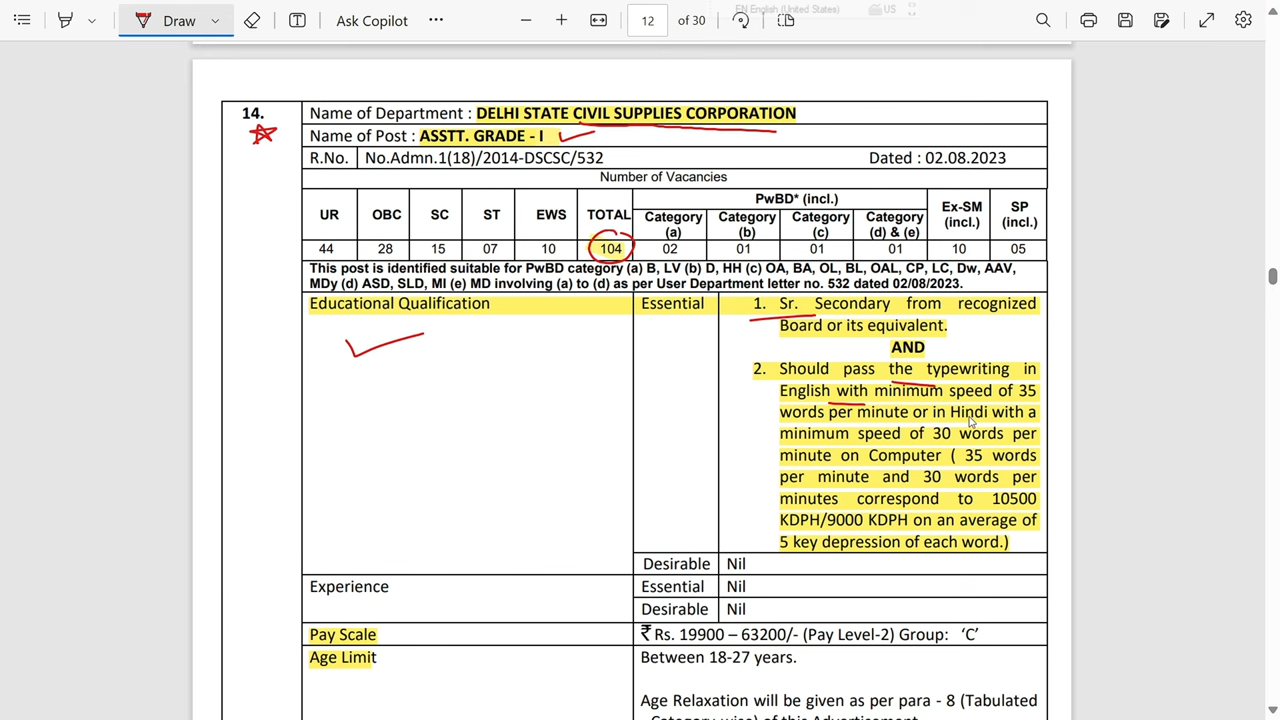 EN English (United States) US
Draw Ask Copilot 12 of 30
14. Name of Department : DELHI STATE CIVIL SUPPLIES CORPORATION
Name of Post : ASSTT. GRADE - I
R.No. No.Admn.1(18)/2014-DSCSC/532 Dated : 02.08.2023
Number of Vacancies
UR OBC SC ST EWS TOTAL PwBD* (incl.) Ex-SM (incl.) SP (incl.)
Category (a) Category (b) Category (c) Category (d) & (e)
44 28 15 07 10 104 02 01 01 01 10 05
This post is identified suitable for PwBD category (a) B, LV (b) D, HH (c) OA, BA, OL, BL, OAL, CP, LC, Dw, AAV,
MDy (d) ASD, SLD, MI (e) MD involving (a) to (d) as per User Department letter no. 532 dated 02/08/2023.
Educational Qualification Essential 1. Sr. Secondary from recognized
Board or its equivalent.
AND
2. Should pass the typewriting in
English with minimum speed of 35
words per minute or in Hindi with a
minimum speed of 30 words per
minute on Computer ( 35 words
per minute and 30 words per
minutes correspond to 10500
KDPH/9000 KDPH on an average of
5 key depression of each word.)
Desirable Nil
Experience Essential Nil
Desirable Nil
Pay Scale ₹ Rs. 19900 – 63200/- (Pay Level-2) Group: ‘C’
Age Limit Between 18-27 years.
Age Relaxation will be given as per para - 8 (Tabulated
Category wise) of this Advertisement